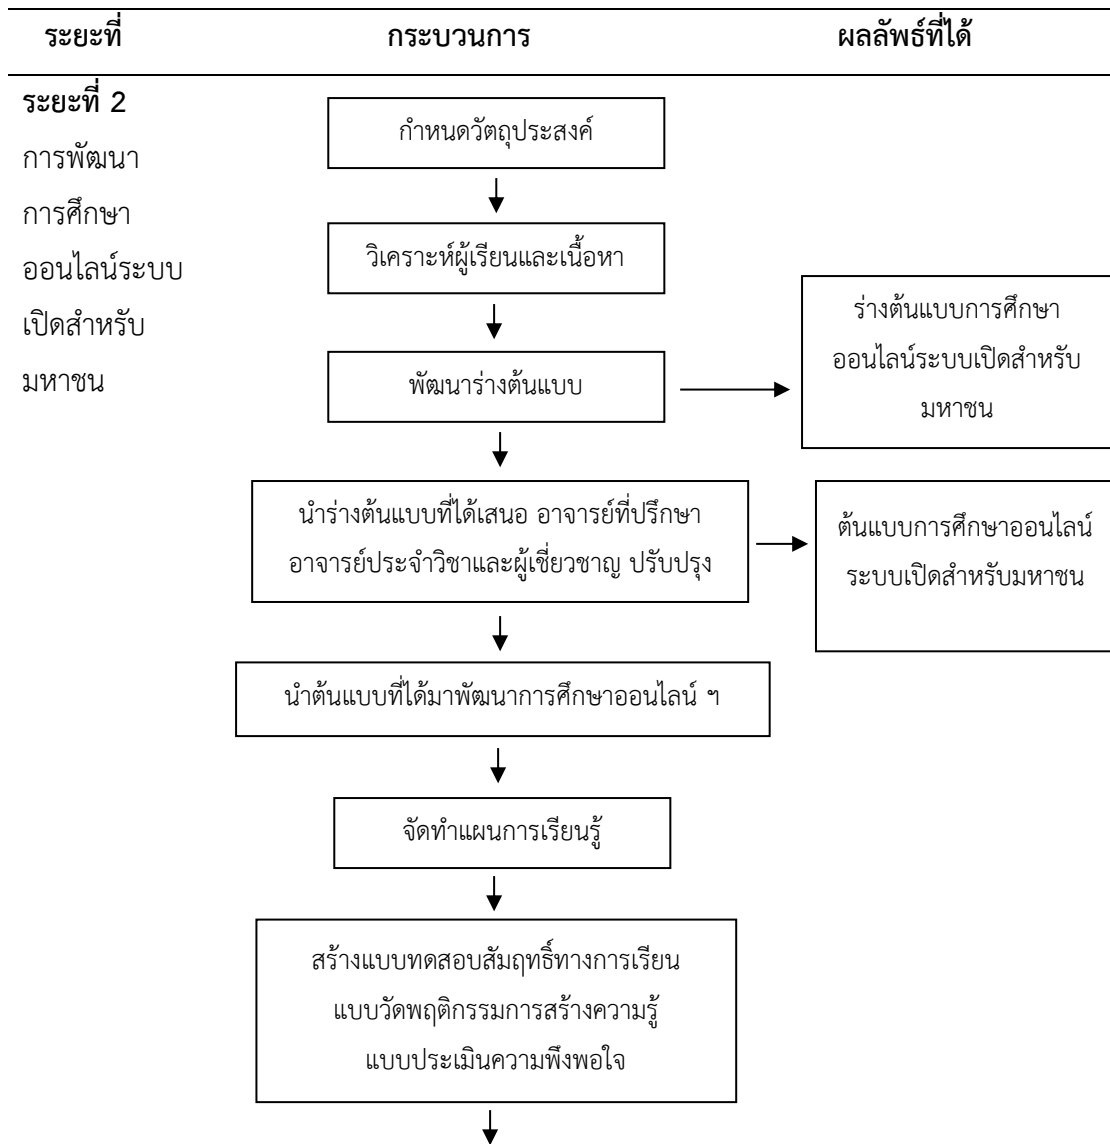 ระยะที่ กระบวนการ ผลลัพธ์ที่ได้
ระยะที่ 2
การพัฒนา
การศึกษา
ออนไลน์ระบบ
เปิดสำหรับ
มหาชน
กำหนดวัตถุประสงค์
วิเคราะห์ผู้เรียนและเนื้อหา
พัฒนาร่างต้นแบบ
ร่างต้นแบบการศึกษา
ออนไลน์ระบบเปิดสำหรับ
มหาชน
นำร่างต้นแบบที่ได้เสนอ อาจารย์ที่ปรึกษา
อาจารย์ประจำวิชาและผู้เชี่ยวชาญ ปรับปรุง
ต้นแบบการศึกษาออนไลน์
ระบบเปิดสำหรับมหาชน
นำต้นแบบที่ได้มาพัฒนาการศึกษาออนไลน์ ฯ
จัดทำแผนการเรียนรู้
สร้างแบบทดสอบสัมฤทธิ์ทางการเรียน
แบบวัดพฤติกรรมการสร้างความรู้
แบบประเมินความพึงพอใจ